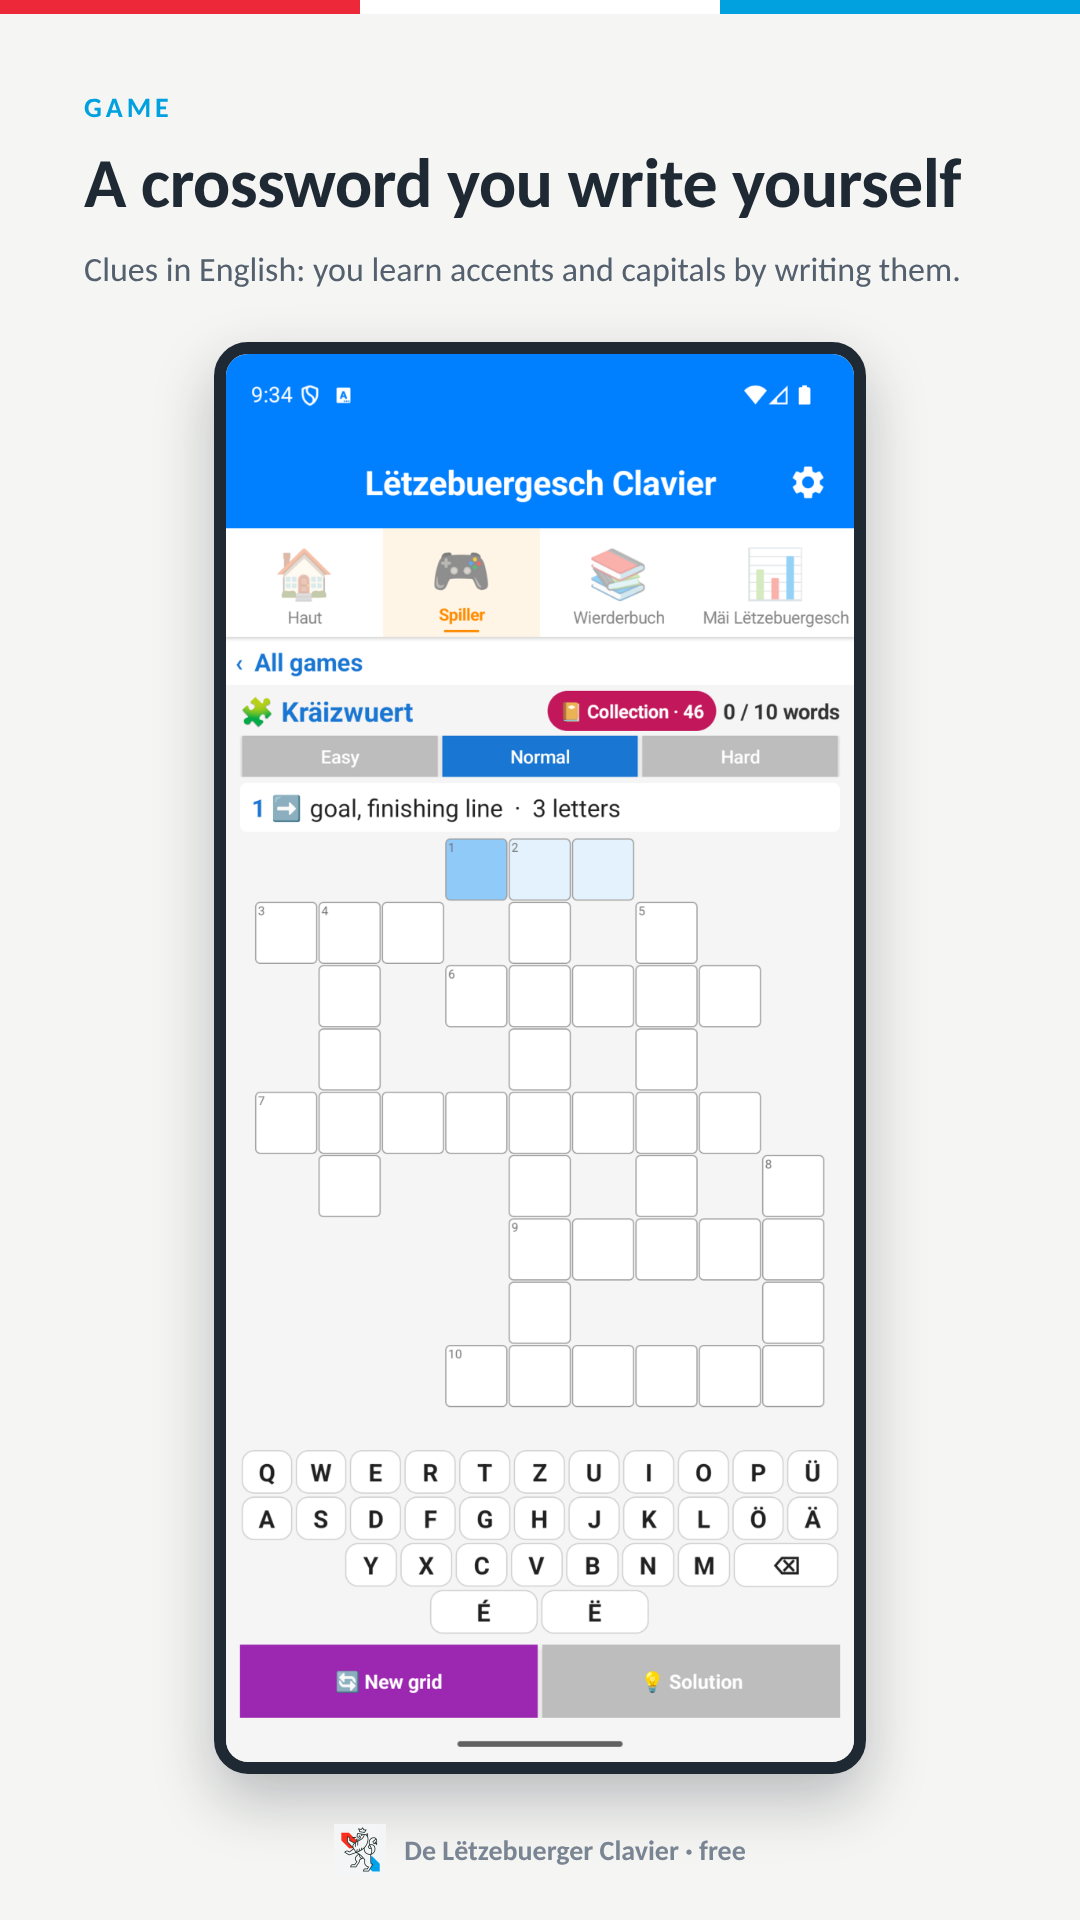 GAME
A crossword you write yourself
Clues in English: you learn accents and capitals by writing them.
9:34
Lëtzebuergesch Clavier
Haut
Spiller
Wierderbuch
Mäi Lëtzebuergesch
‹ All games
Kräizwuert
Collection · 46
0 / 10 words
Easy
Normal
Hard
1 ➡ goal, finishing line · 3 letters
1 2
3 4 5
6
7
8
9
10
Q W E R T Z U I O P Ü
A S D F G H J K L Ö Ä
Y X C V B N M ⌫
É Ë
New grid
Solution
De Lëtzebuerger Clavier · free